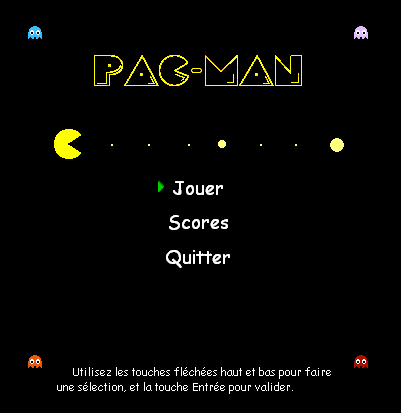 PAC-MAN
Jouer
Scores
Quitter
Utilisez les touches fléchées haut et bas pour faire
une sélection, et la touche Entrée pour valider.